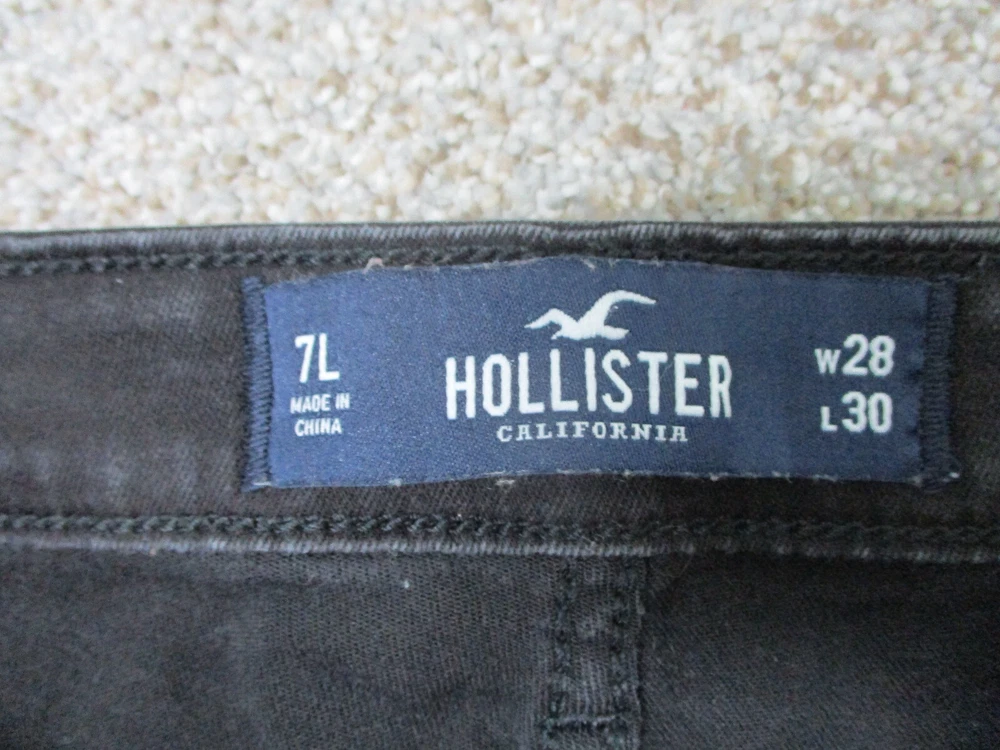 7L
MADE IN
CHINA
HOLLISTER
CALIFORNIA
W28
L30